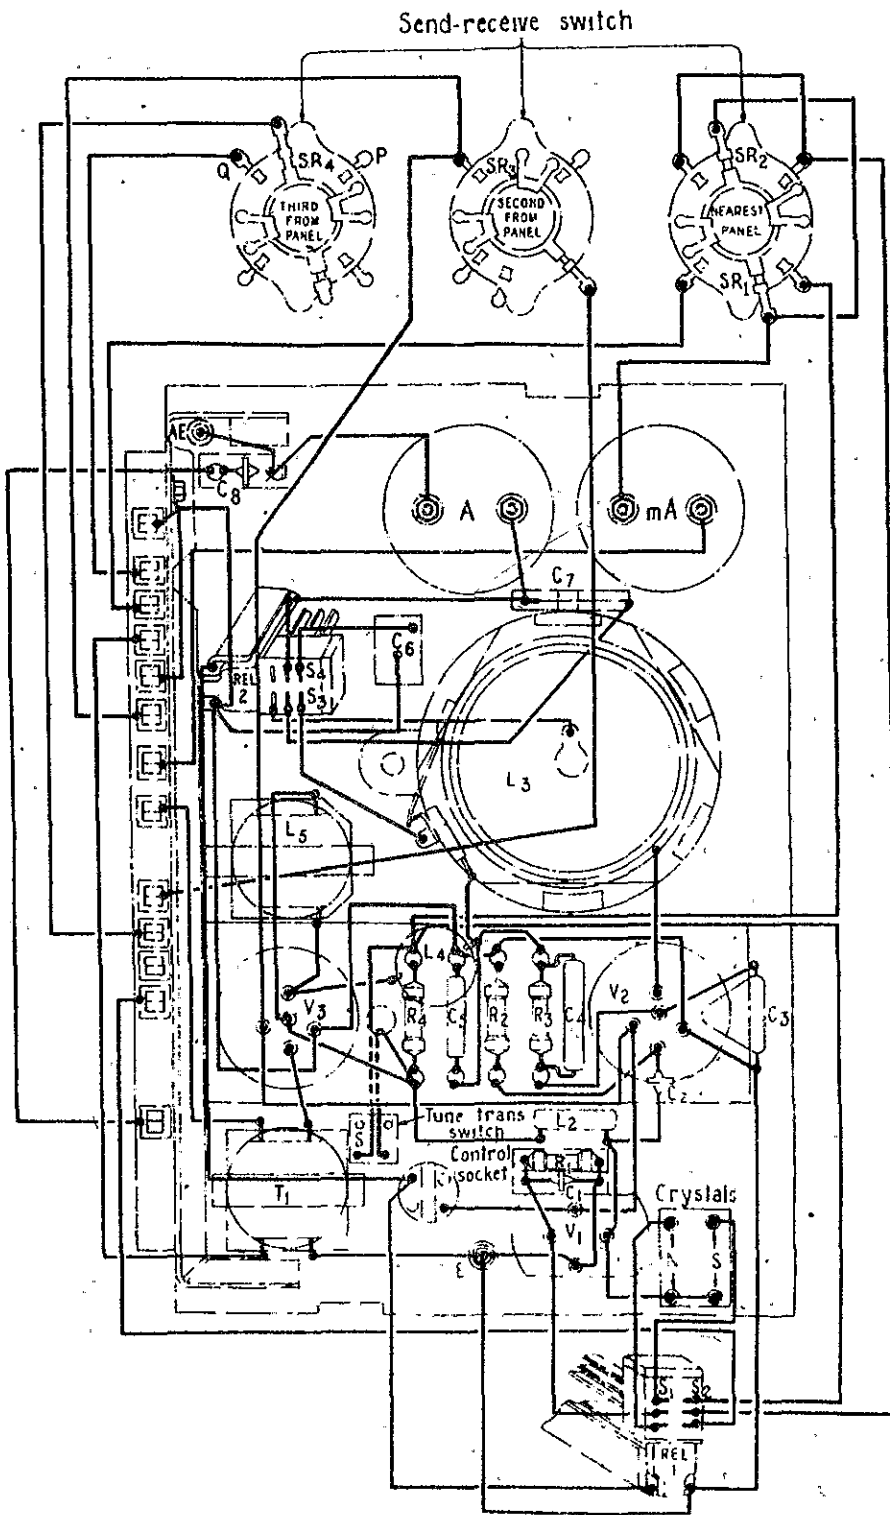 Send-receive switch
SR4
P
Q
THIRD
FROM
PANEL
SR3
SECOND
FROM
PANEL
SR2
NEAREST
PANEL
SR1
AE
C8
A
mA
C7
C6
REL
2
S4
S3
L3
L5
L4
V3
R4
C5
R2
R3
C4
V2
C3
C2
L2
Tune trans
switch
S
Control
socket
R1
C1
V1
T1
E
Crystals
S
S1
S2
REL
1